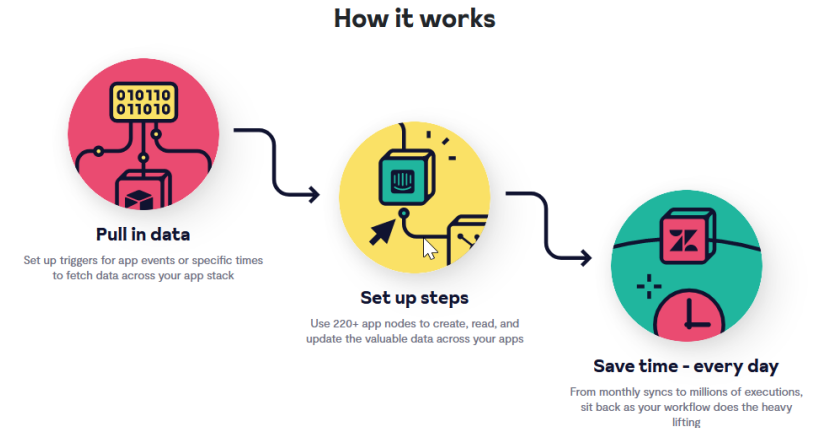 How it works
010110
011010
Pull in data
Set up triggers for app events or specific times
to fetch data across your app stack
Set up steps
Use 220+ app nodes to create, read, and
update the valuable data across your apps
Save time - every day
From monthly syncs to millions of executions,
sit back as your workflow does the heavy
lifting